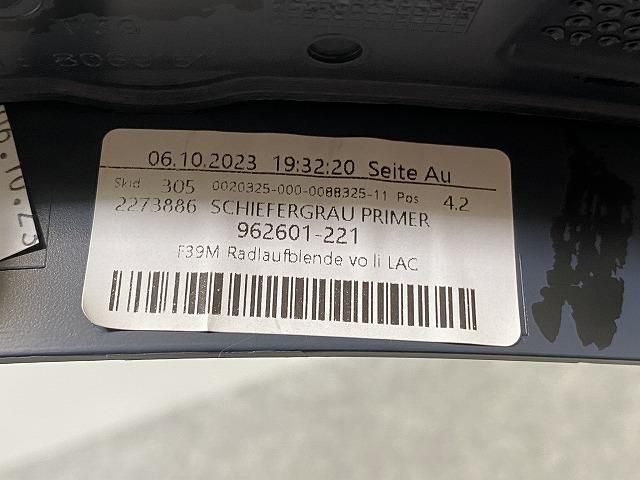 06.10.2023 19:32:20 Seite Au
Skid 305 0020325-000-0088325-11 Pos 4.2
2273886 SCHIEFERGRAU PRIMER
962601-221
F39M Radlaufblende vo li LAC